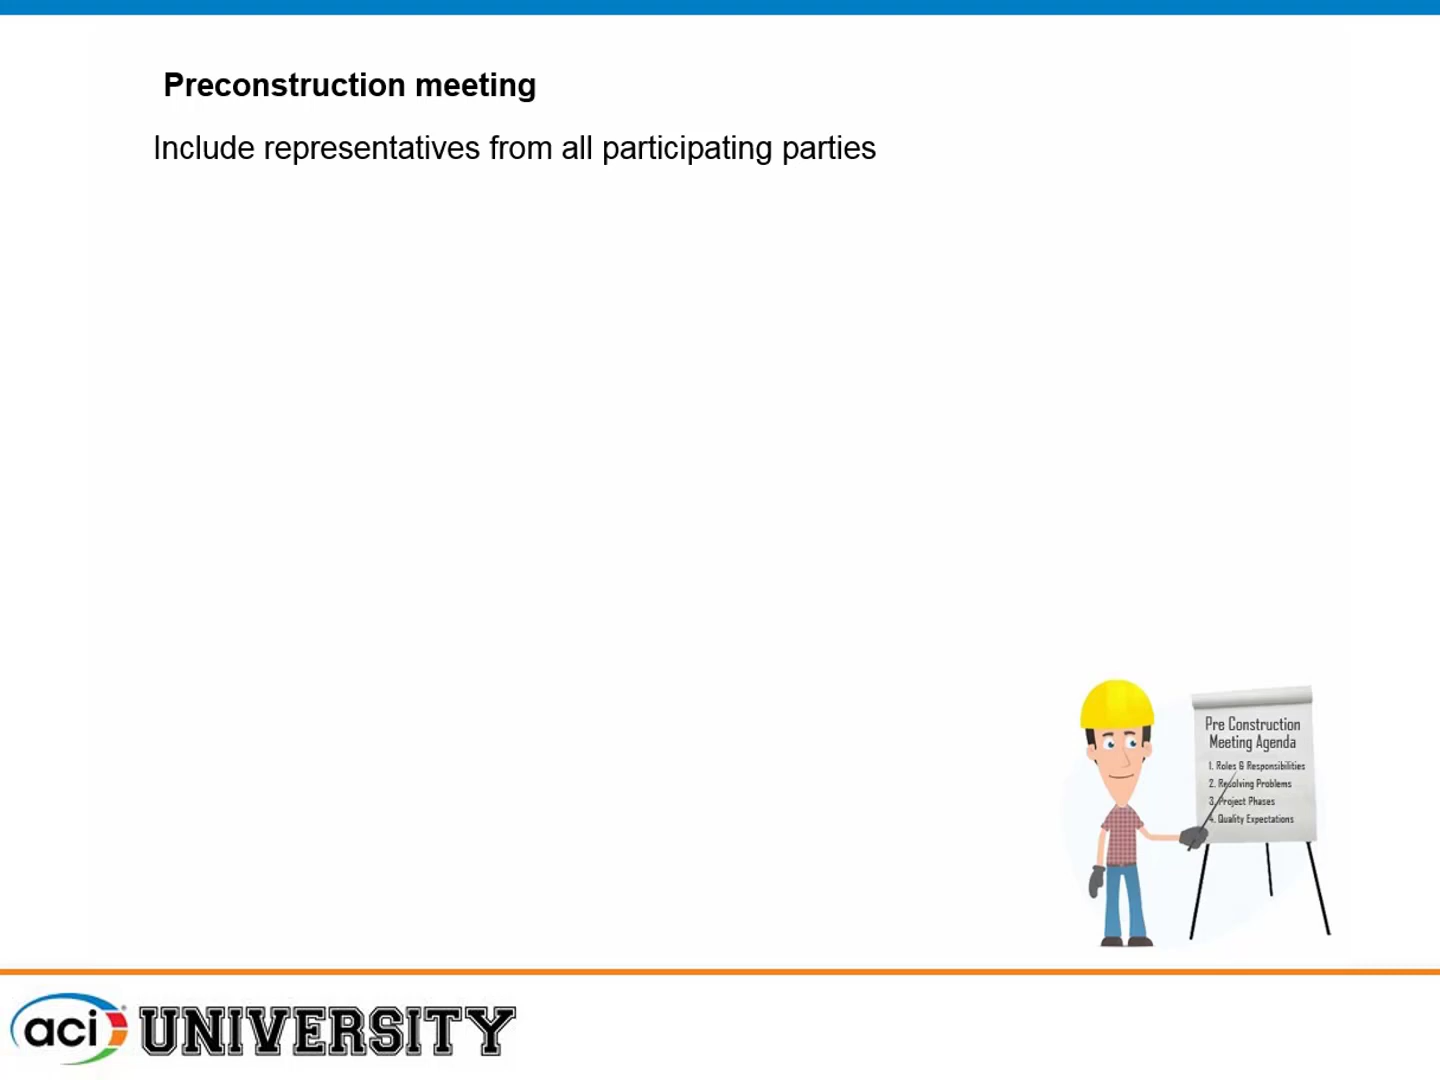 Preconstruction meeting
Include representatives from all participating parties
Pre Construction
Meeting Agenda
1. Roles & Responsibilities
2. Resolving Problems
3. Project Phases
4. Quality Expectations
aci UNIVERSITY